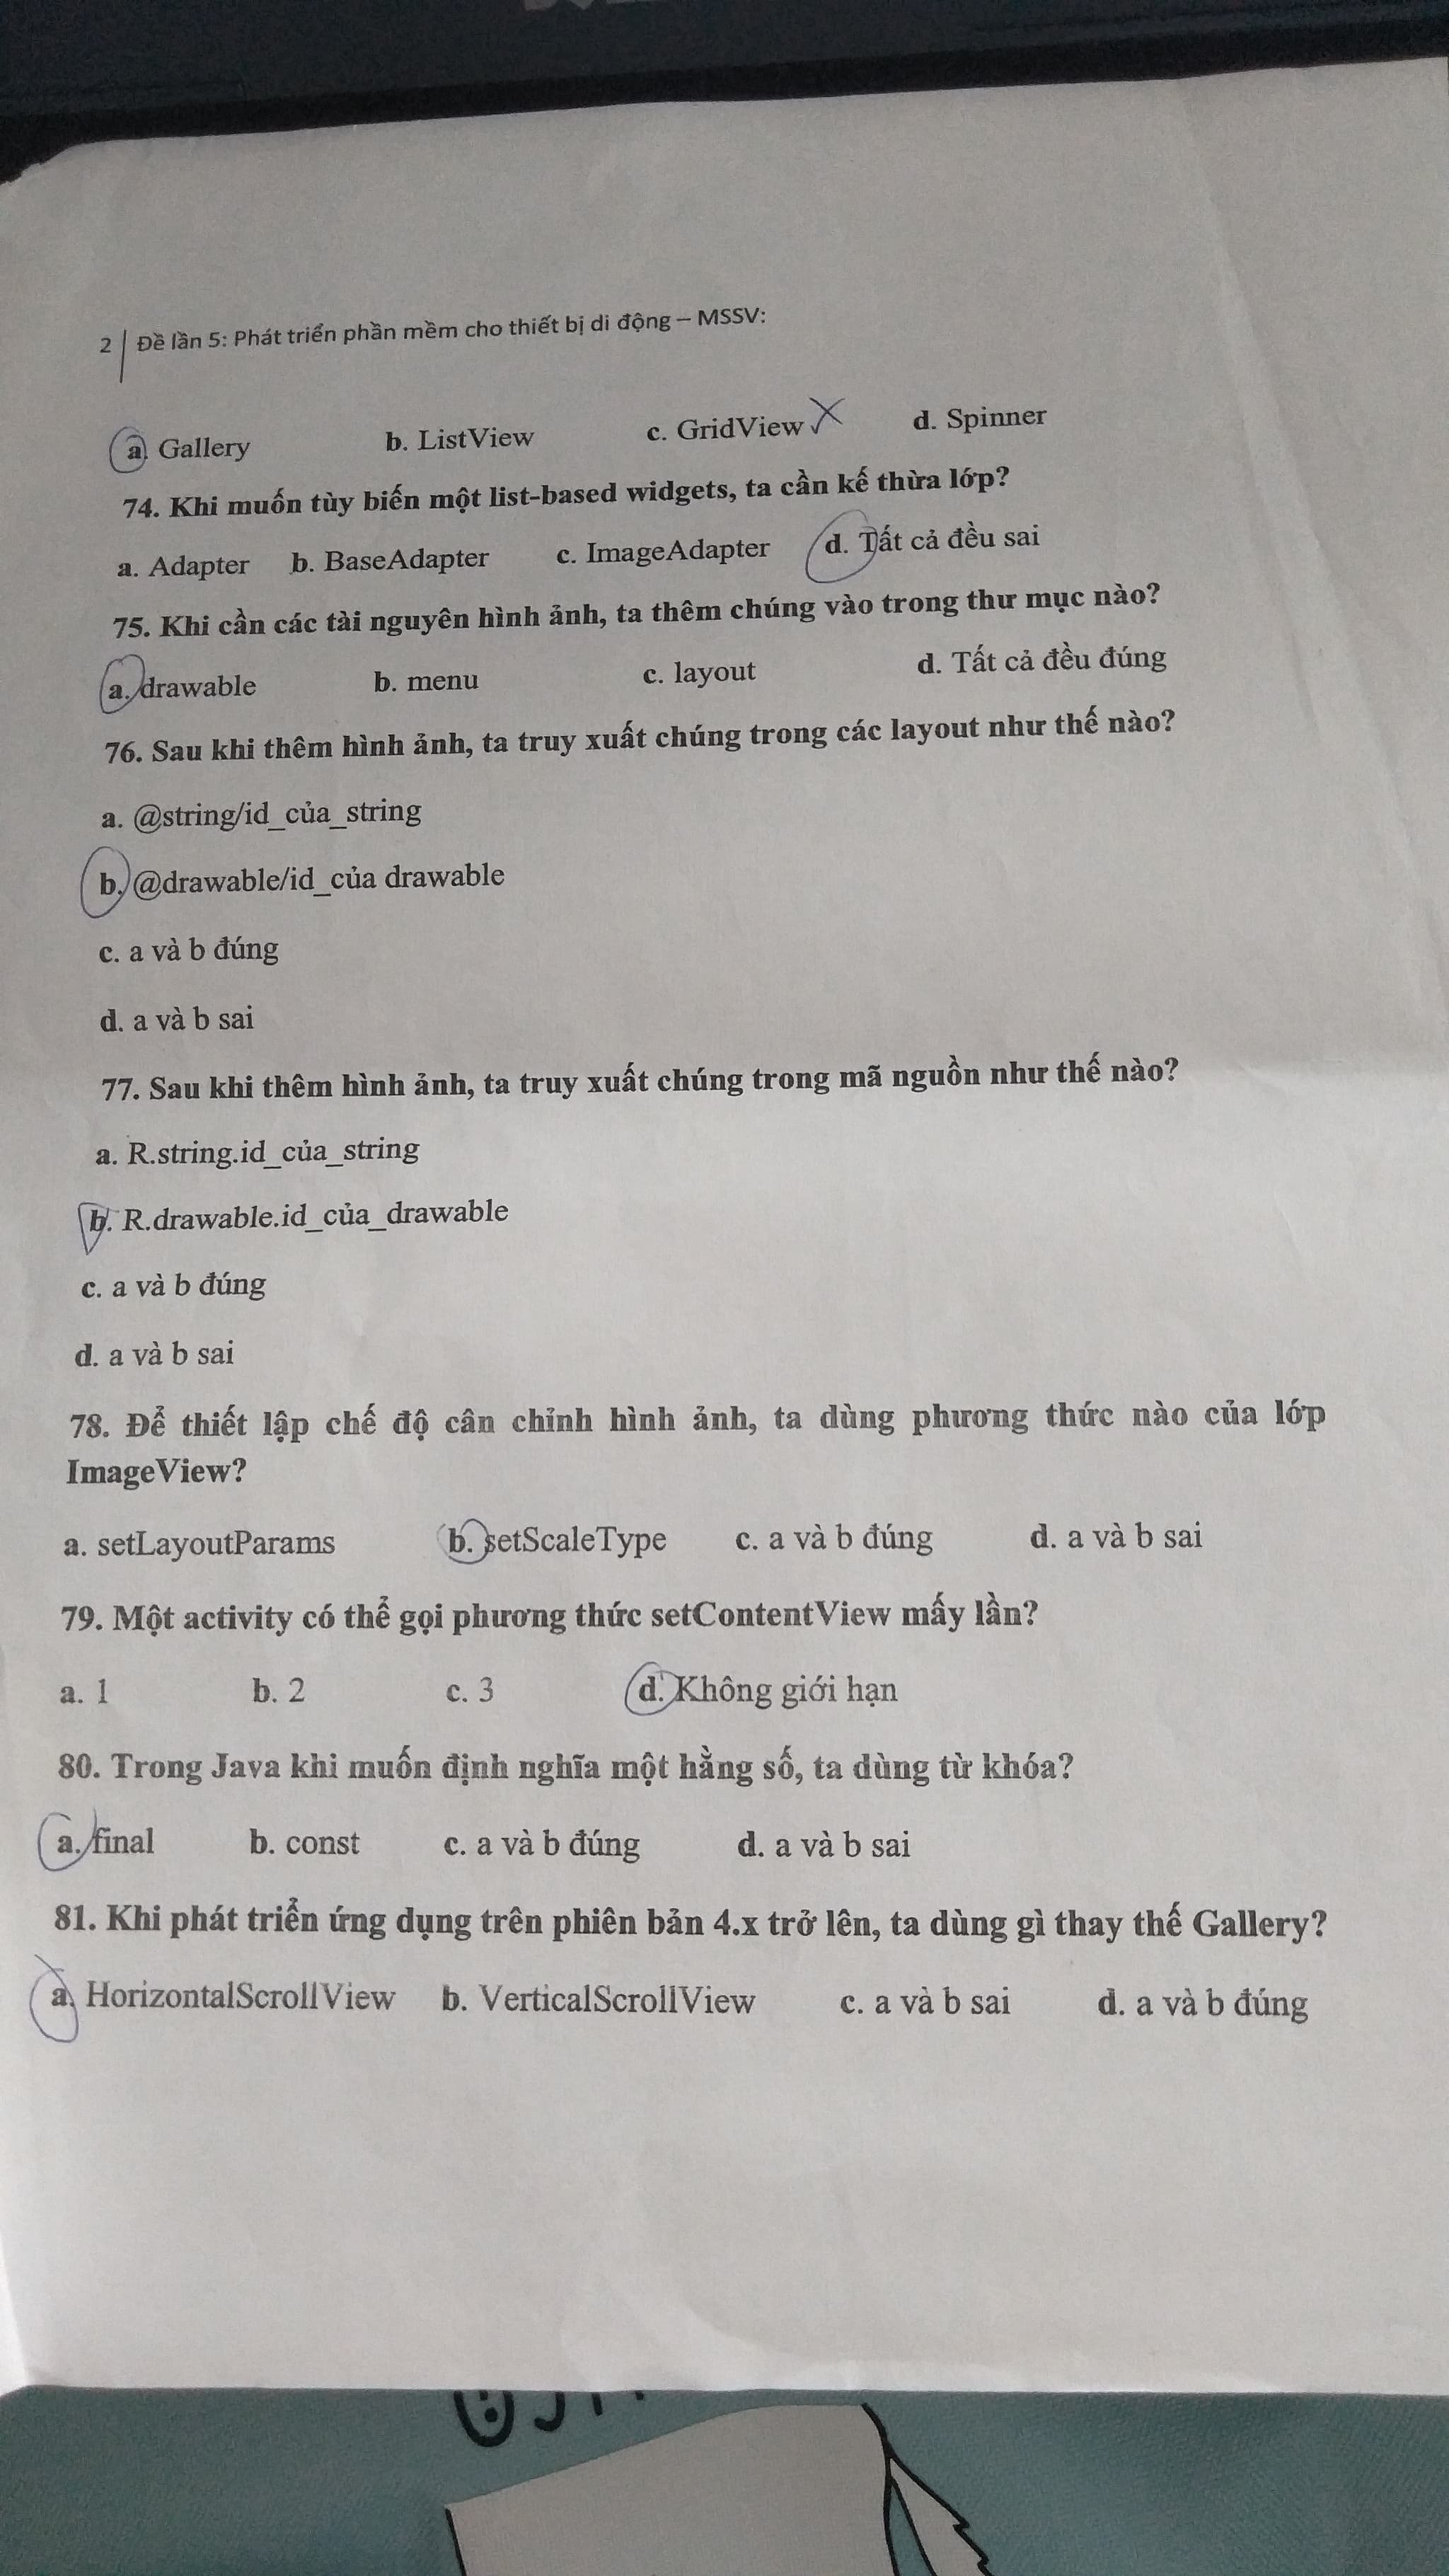 2 Đề lần 5: Phát triển phần mềm cho thiết bị di động – MSSV:
a. Gallery b. ListView c. GridView d. Spinner
74. Khi muốn tùy biến một list-based widgets, ta cần kế thừa lớp?
a. Adapter b. BaseAdapter c. ImageAdapter d. Tất cả đều sai
75. Khi cần các tài nguyên hình ảnh, ta thêm chúng vào trong thư mục nào?
a. drawable b. menu c. layout d. Tất cả đều đúng
76. Sau khi thêm hình ảnh, ta truy xuất chúng trong các layout như thế nào?
a. @string/id_của_string
b. @drawable/id_của drawable
c. a và b đúng
d. a và b sai
77. Sau khi thêm hình ảnh, ta truy xuất chúng trong mã nguồn như thế nào?
a. R.string.id_của_string
b. R.drawable.id_của_drawable
c. a và b đúng
d. a và b sai
78. Để thiết lập chế độ cân chỉnh hình ảnh, ta dùng phương thức nào của lớp
ImageView?
a. setLayoutParams b. setScaleType c. a và b đúng d. a và b sai
79. Một activity có thể gọi phương thức setContentView mấy lần?
a. 1 b. 2 c. 3 d. Không giới hạn
80. Trong Java khi muốn định nghĩa một hằng số, ta dùng từ khóa?
a. final b. const c. a và b đúng d. a và b sai
81. Khi phát triển ứng dụng trên phiên bản 4.x trở lên, ta dùng gì thay thế Gallery?
a. HorizontalScrollView b. VerticalScrollView c. a và b sai d. a và b đúng